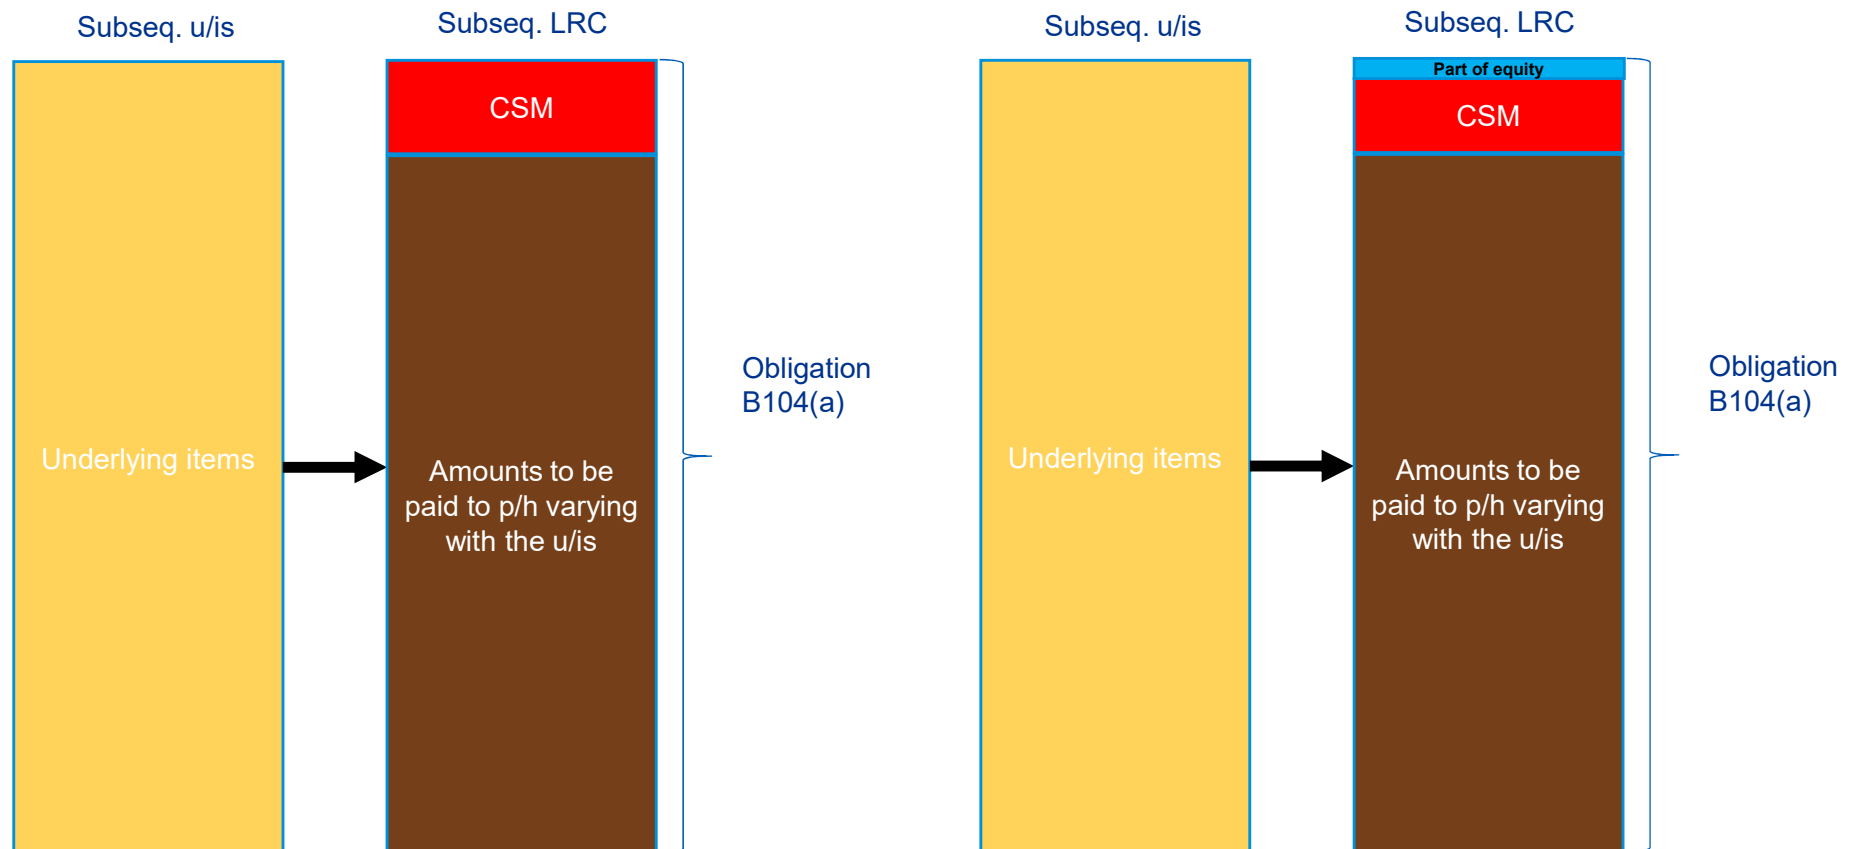 Subseq. u/is
Subseq. LRC
CSM
Underlying items
Amounts to be
paid to p/h varying
with the u/is
Obligation
B104(a)
Subseq. u/is
Subseq. LRC
Part of equity
CSM
Underlying items
Amounts to be
paid to p/h varying
with the u/is
Obligation
B104(a)